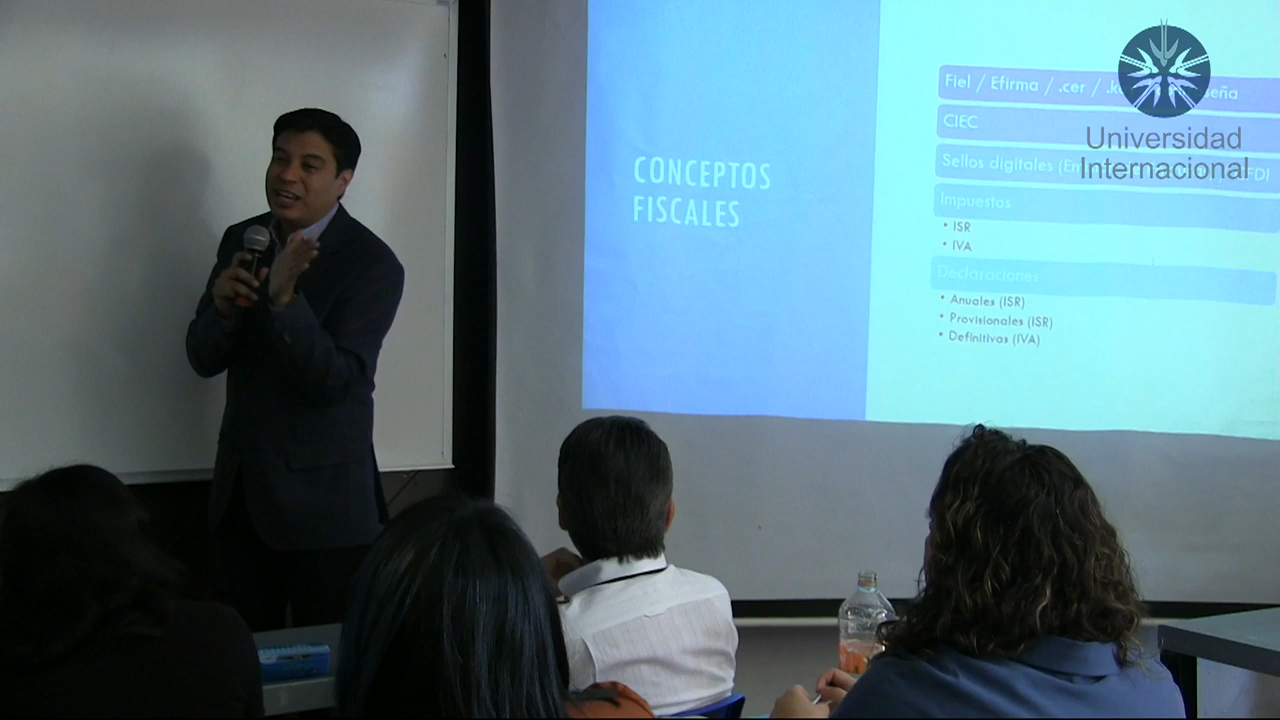 CONCEPTOS
FISCALES
Fiel / Efirma / .cer /
CIEC
Sellos digitales
Impuestos
• ISR
• IVA
Declaraciones
• Anuales (ISR)
• Provisionales (ISR)
• Definitivas (IVA)
Universidad
Internacional